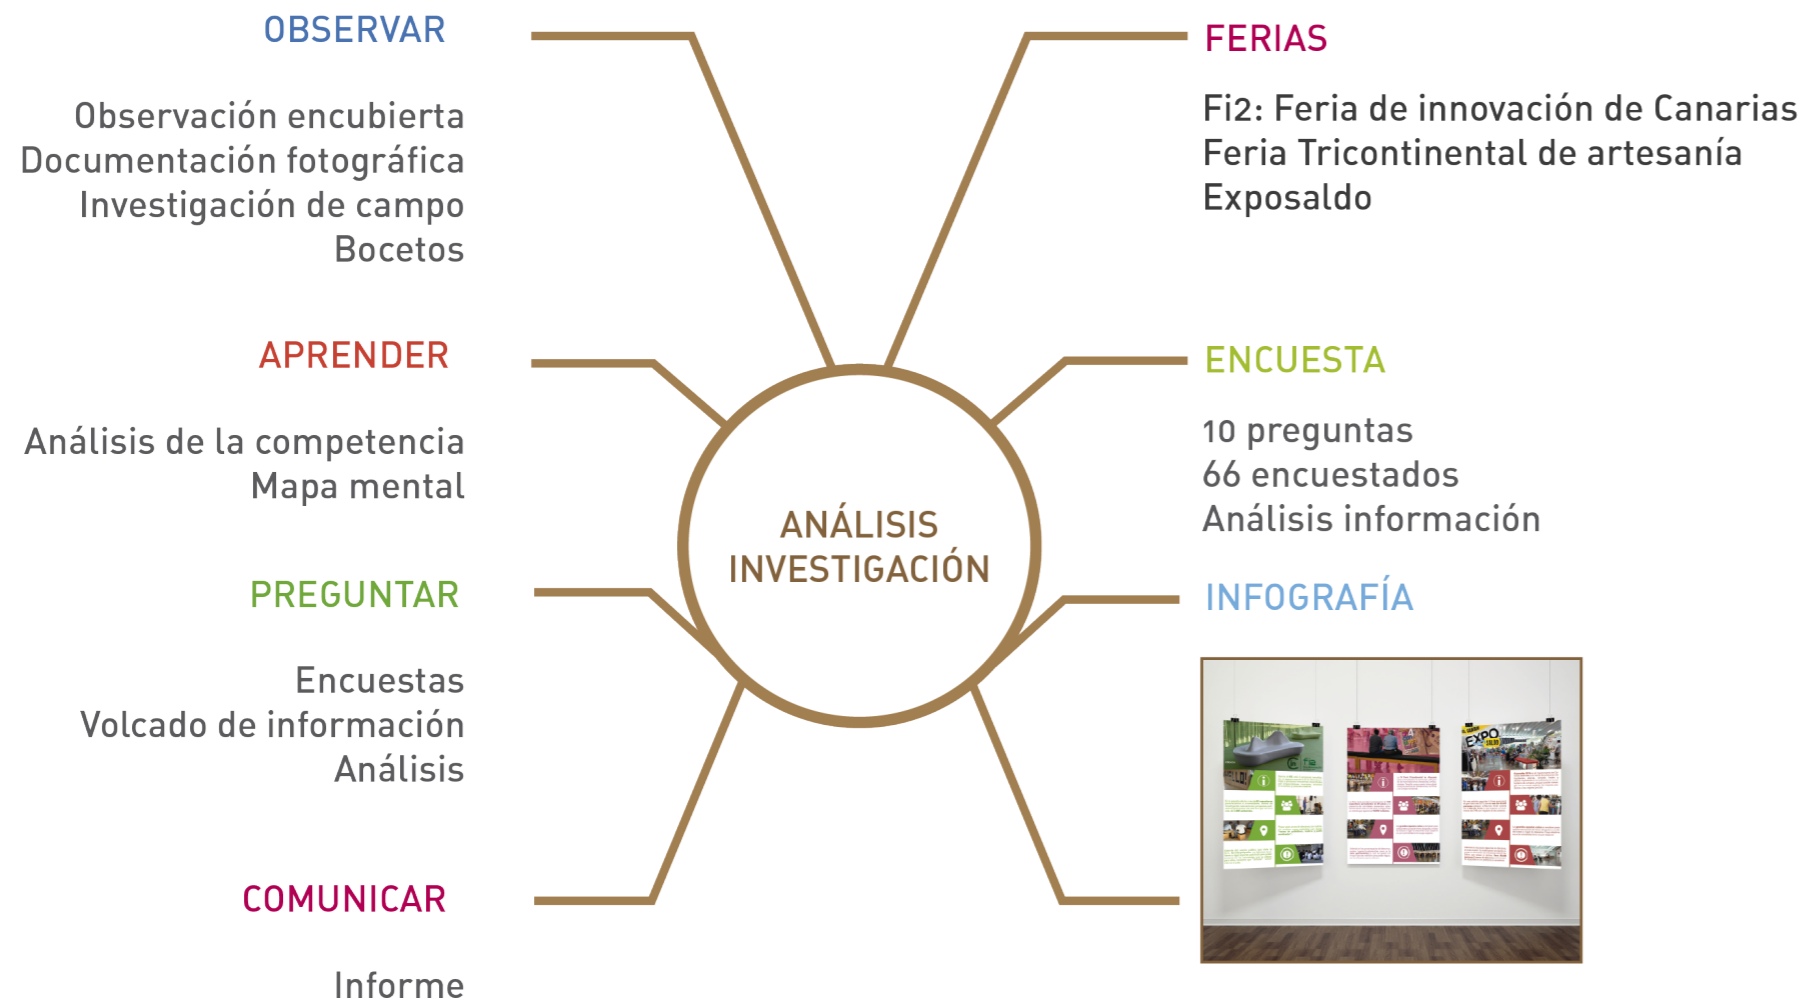 OBSERVAR
Observación encubierta
Documentación fotográfica
Investigación de campo
Bocetos
APRENDER
Análisis de la competencia
Mapa mental
PREGUNTAR
Encuestas
Volcado de información
Análisis
COMUNICAR
Informe
ANÁLISIS
INVESTIGACIÓN
FERIAS
Fi2: Feria de innovación de Canarias
Feria Tricontinental de artesanía
Exposaldo
ENCUESTA
10 preguntas
66 encuestados
Análisis información
INFOGRAFÍA
EXPO